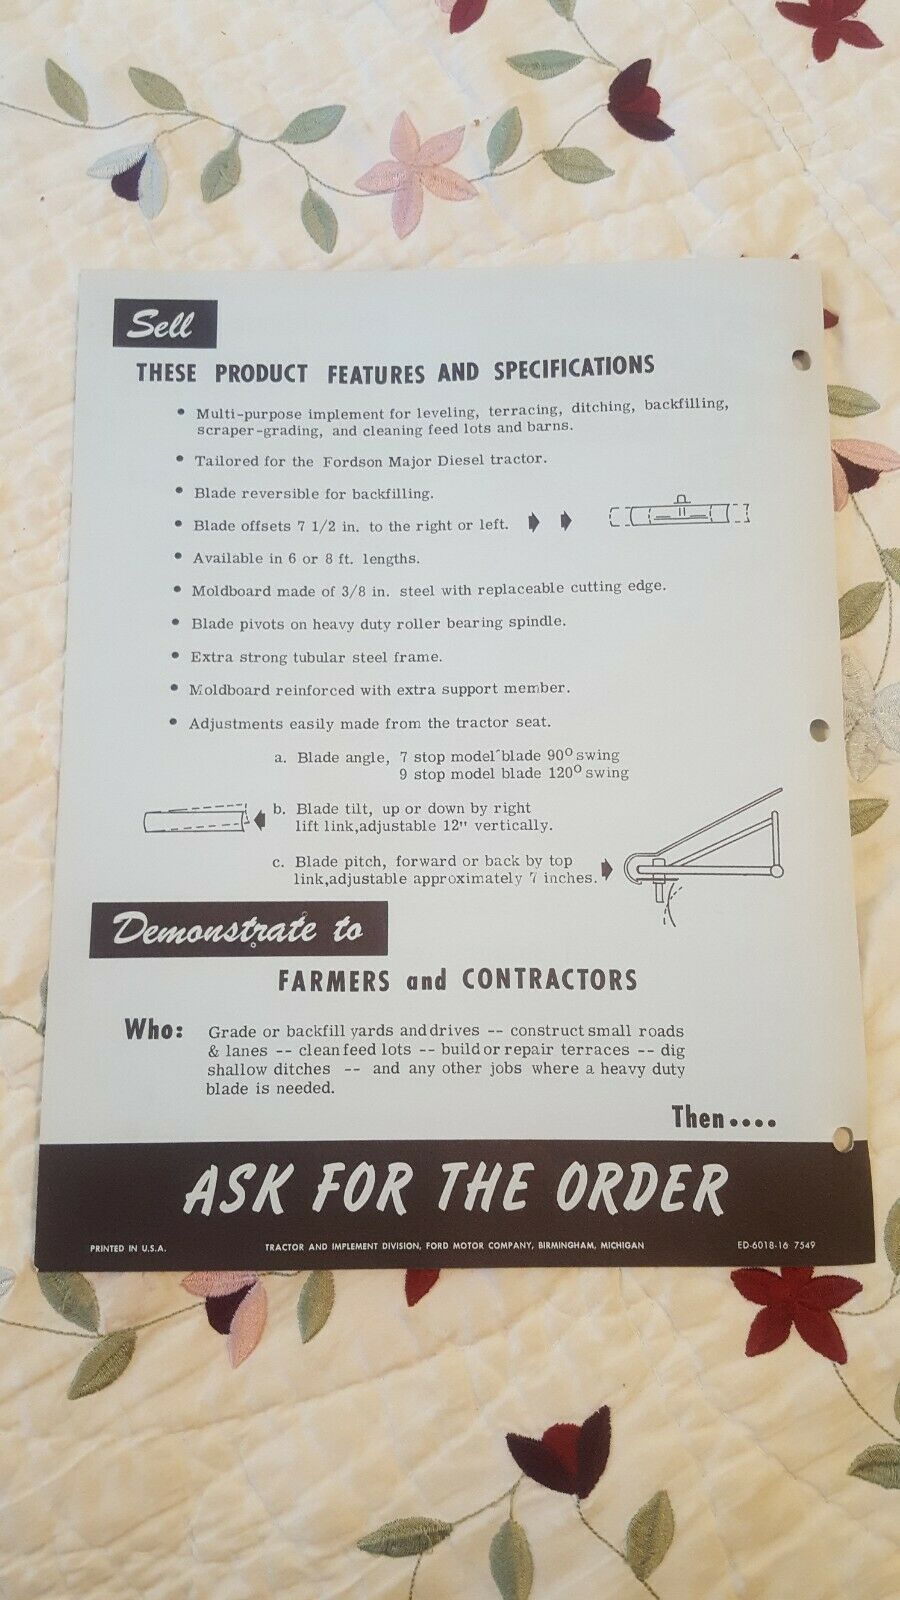 Sell
THESE PRODUCT FEATURES AND SPECIFICATIONS
• Multi-purpose implement for leveling, terracing, ditching, backfilling,
scraper-grading, and cleaning feed lots and barns.
• Tailored for the Fordson Major Diesel tractor.
• Blade reversible for backfilling.
• Blade offsets 7 1/2 in. to the right or left.
• Available in 6 or 8 ft. lengths.
• Moldboard made of 3/8 in. steel with replaceable cutting edge.
• Blade pivots on heavy duty roller bearing spindle.
• Extra strong tubular steel frame.
• Moldboard reinforced with extra support member.
• Adjustments easily made from the tractor seat.
a. Blade angle, 7 stop model blade 90° swing
9 stop model blade 120° swing
b. Blade tilt, up or down by right
lift link,adjustable 12" vertically.
c. Blade pitch, forward or back by top
link,adjustable approximately 7 inches.
Demonstrate to
FARMERS and CONTRACTORS
Who: Grade or backfill yards and drives -- construct small roads
& lanes -- clean feed lots -- build or repair terraces -- dig
shallow ditches -- and any other jobs where a heavy duty
blade is needed.
Then....
ASK FOR THE ORDER
PRINTED IN U.S.A. TRACTOR AND IMPLEMENT DIVISION, FORD MOTOR COMPANY, BIRMINGHAM, MICHIGAN ED-6018-16 7549